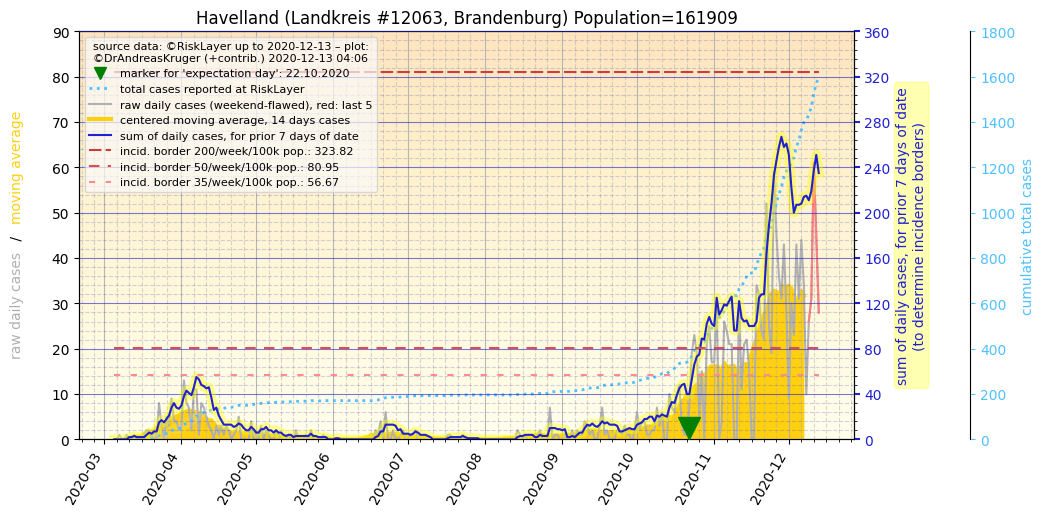 Havelland (Landkreis #12063, Brandenburg) Population=161909
source data: ©RiskLayer up to 2020-12-13 – plot:
©DrAndreasKruger (+contrib.) 2020-12-13 04:06
marker for 'expectation day': 22.10.2020
total cases reported at RiskLayer
raw daily cases (weekend-flawed), red: last 5
centered moving average, 14 days cases
sum of daily cases, for prior 7 days of date
incid. border 200/week/100k pop.: 323.82
incid. border 50/week/100k pop.: 80.95
incid. border 35/week/100k pop.: 56.67
raw daily cases / moving average
90
80
70
60
50
40
30
20
10
0
2020-03
2020-04
2020-05
2020-06
2020-07
2020-08
2020-09
2020-10
2020-11
2020-12
360
320
280
240
200
160
120
80
40
0
sum of daily cases, for prior 7 days of date
(to determine incidence borders)
1800
1600
1400
1200
1000
800
600
400
200
0
cumulative total cases